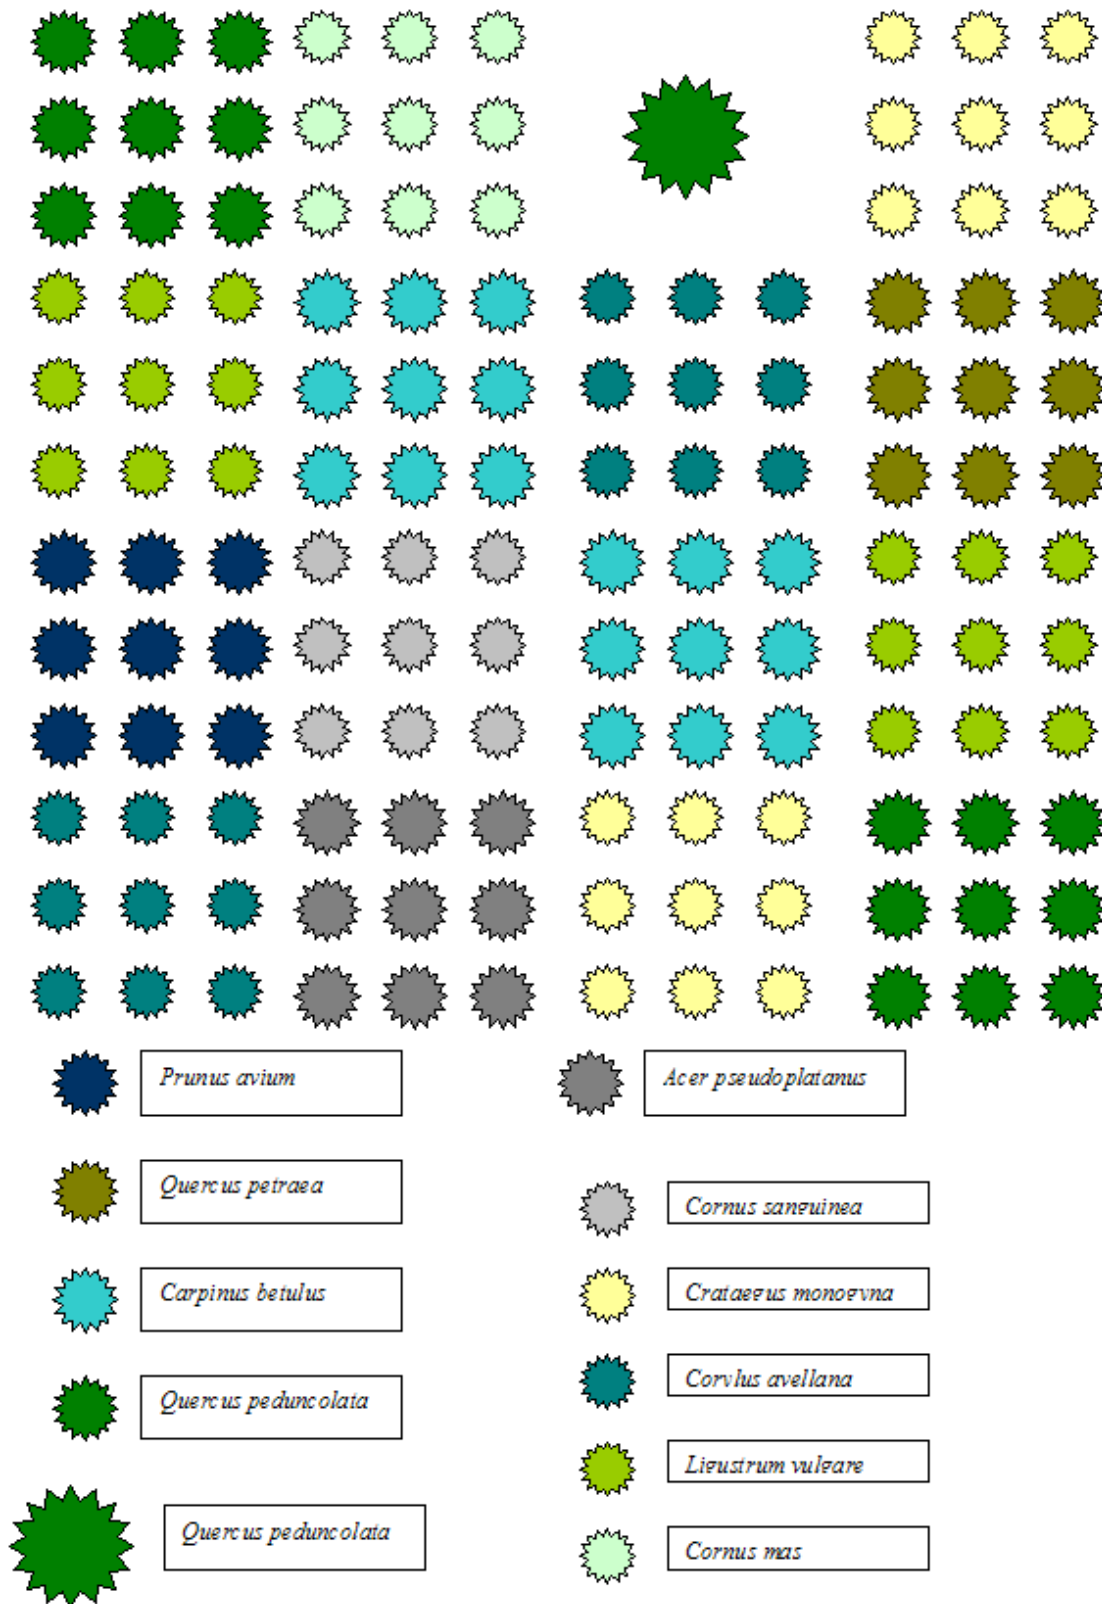 Prunus avium
Acer pseudoplatanus
Quercus petraea
Cornus sanguinea
Carpinus betulus
Crataegus monogyna
Quercus peduncolata
Corylus avellana
Ligustrum vulgare
Quercus peduncolata
Cornus mas